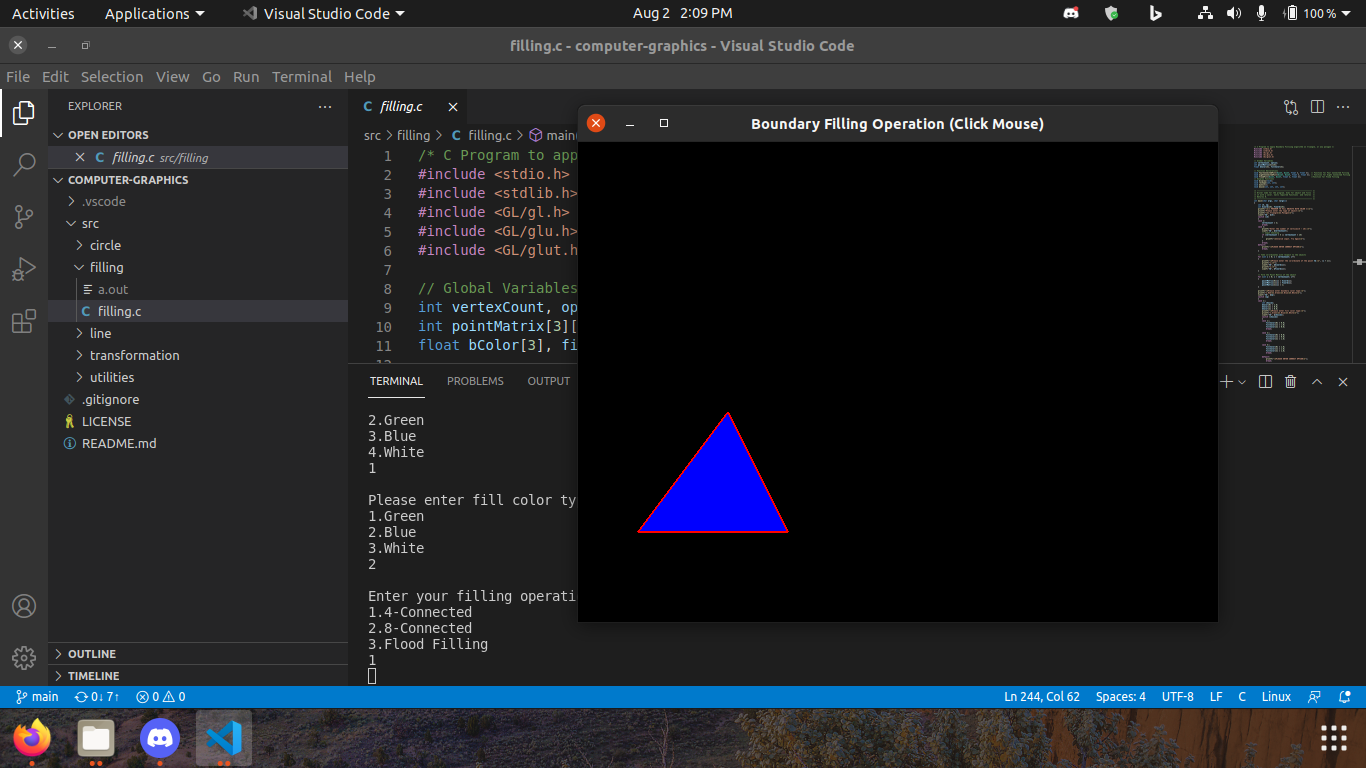 Activities Applications Visual Studio Code Aug 2 2:09 PM 100 %
filling.c - computer-graphics - Visual Studio Code
File Edit Selection View Go Run Terminal Help
EXPLORER
OPEN EDITORS
filling.c src/filling
COMPUTER-GRAPHICS
.vscode
src
circle
filling
a.out
C filling.c
line
transformation
utilities
.gitignore
LICENSE
README.md
OUTLINE
TIMELINE
C filling.c
src > filling > C filling.c > main(
1 /* C Program to app
2 #include <stdio.h>
3 #include <stdlib.h>
4 #include <GL/gl.h>
5 #include <GL/glu.h>
6 #include <GL/glut.h
7
8 // Global Variables
9 int vertexCount, op
10 int pointMatrix[3][
11 float bColor[3], fi
Boundary Filling Operation (Click Mouse)
TERMINAL PROBLEMS OUTPUT
2.Green
3.Blue
4.White
1
Please enter fill color ty
1.Green
2.Blue
3.White
2
Enter your filling operati
1.4-Connected
2.8-Connected
3.Flood Filling
1
main 0↓ 7↑ 0 0 Ln 244, Col 62 Spaces: 4 UTF-8 LF C Linux